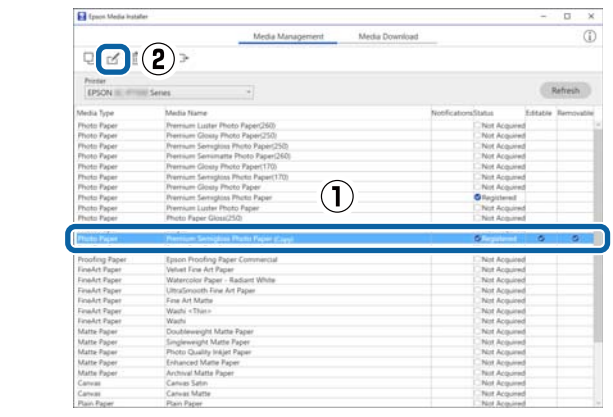 Epson Media Installer
Media Management Media Download
②
Printer
EPSON Series
Refresh
Media Type Media Name Notifications Status Editable Removable
Photo Paper Premium Luster Photo Paper(260) Not Acquired
Photo Paper Premium Glossy Photo Paper(250) Not Acquired
Photo Paper Premium Semigloss Photo Paper(250) Not Acquired
Photo Paper Premium Semimatte Photo Paper(260) Not Acquired
Photo Paper Premium Glossy Photo Paper(170) Not Acquired
Photo Paper Premium Semigloss Photo Paper(170) Not Acquired
Photo Paper Premium Glossy Photo Paper Not Acquired
Photo Paper Premium Semigloss Photo Paper Registered
Photo Paper Premium Luster Photo Paper Not Acquired
Photo Paper Photo Paper Gloss(250) Not Acquired
①
Photo Paper Premium Semigloss Photo Paper (Copy) Registered
Proofing Paper Epson Proofing Paper Commercial Not Acquired
FineArt Paper Velvet Fine Art Paper Not Acquired
FineArt Paper Watercolor Paper - Radiant White Not Acquired
FineArt Paper UltraSmooth Fine Art Paper Not Acquired
FineArt Paper Fine Art Matte Not Acquired
FineArt Paper Washi <Thin> Not Acquired
FineArt Paper Washi Not Acquired
Matte Paper Doubleweight Matte Paper Not Acquired
Matte Paper Singleweight Matte Paper Not Acquired
Matte Paper Photo Quality Inkjet Paper Not Acquired
Matte Paper Enhanced Matte Paper Not Acquired
Matte Paper Archival Matte Paper Not Acquired
Canvas Canvas Satin Not Acquired
Canvas Canvas Matte Not Acquired
Plain Paper Plain Paper Not Acquired